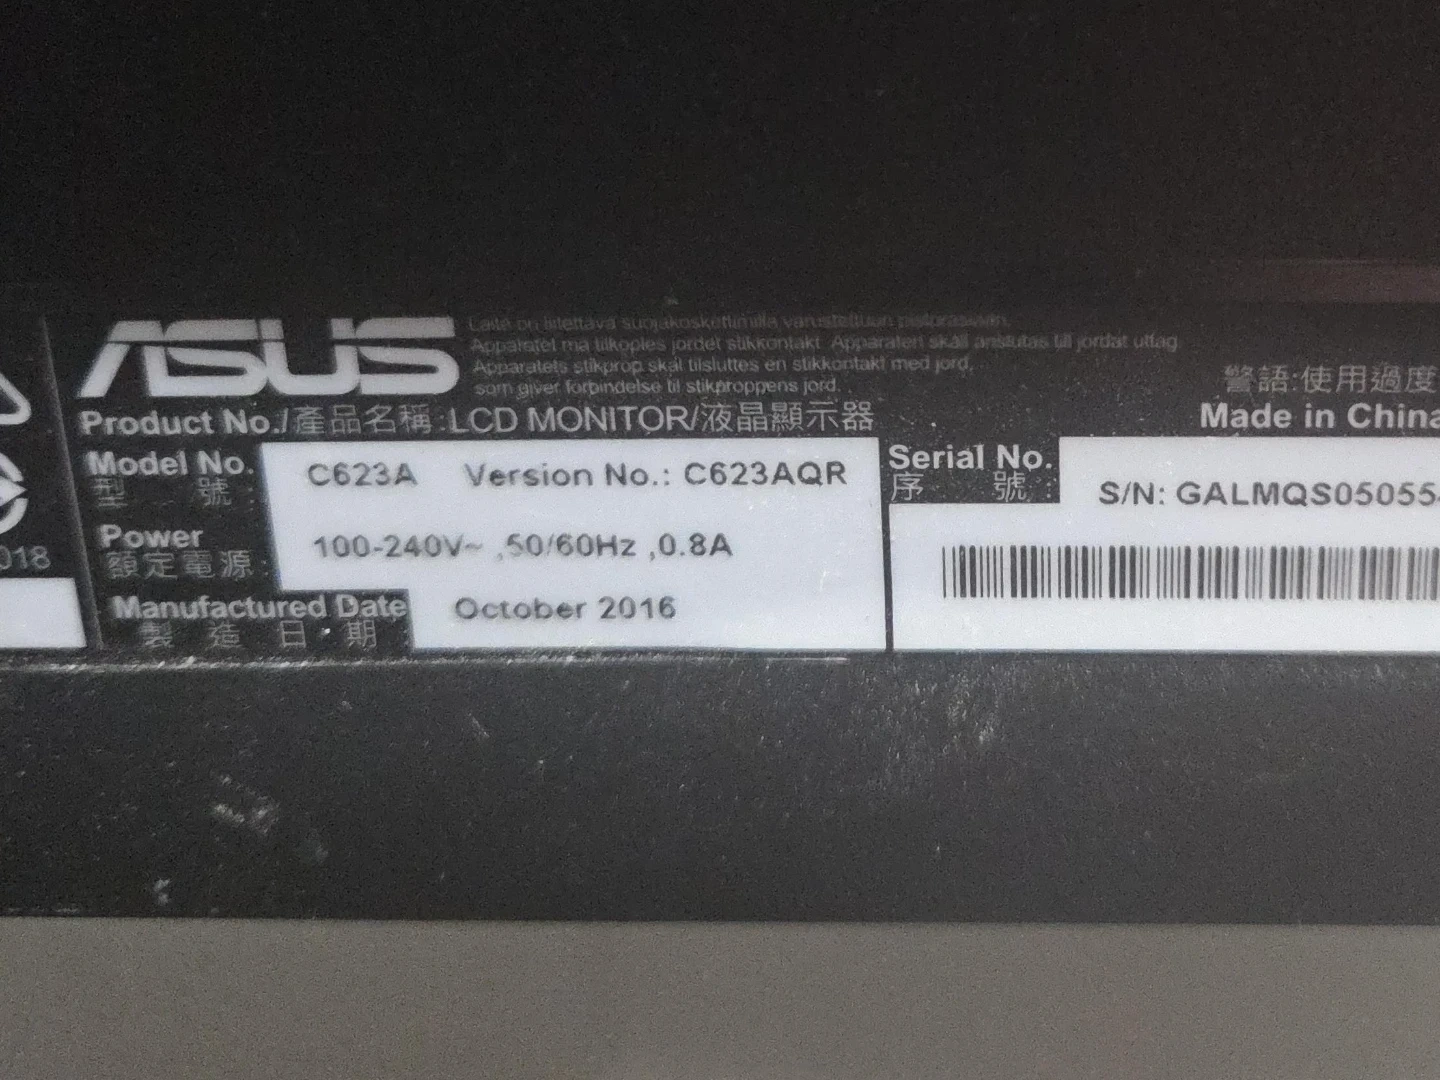 ASUS
Laite on liitettävä suojakoskettimilla varustettuun pistorasiaan.
Apparatet må tilkoples jordet stikkontakt. Apparaten skall anslutas till jordat uttag.
Apparatets stikprop skal tilsluttes en stikkontakt med jord,
som giver forbindelse til stikproppens jord.
警語:使用過度
Product No./產品名稱:LCD MONITOR/液晶顯示器
Made in China
Model No. C623A Version No.: C623AQR
型 號:
Serial No.
序 號:
S/N: GALMQS05055
Power
額定電源:
100-240V~ ,50/60Hz ,0.8A
018
Manufactured Date October 2016
製 造 日 期: